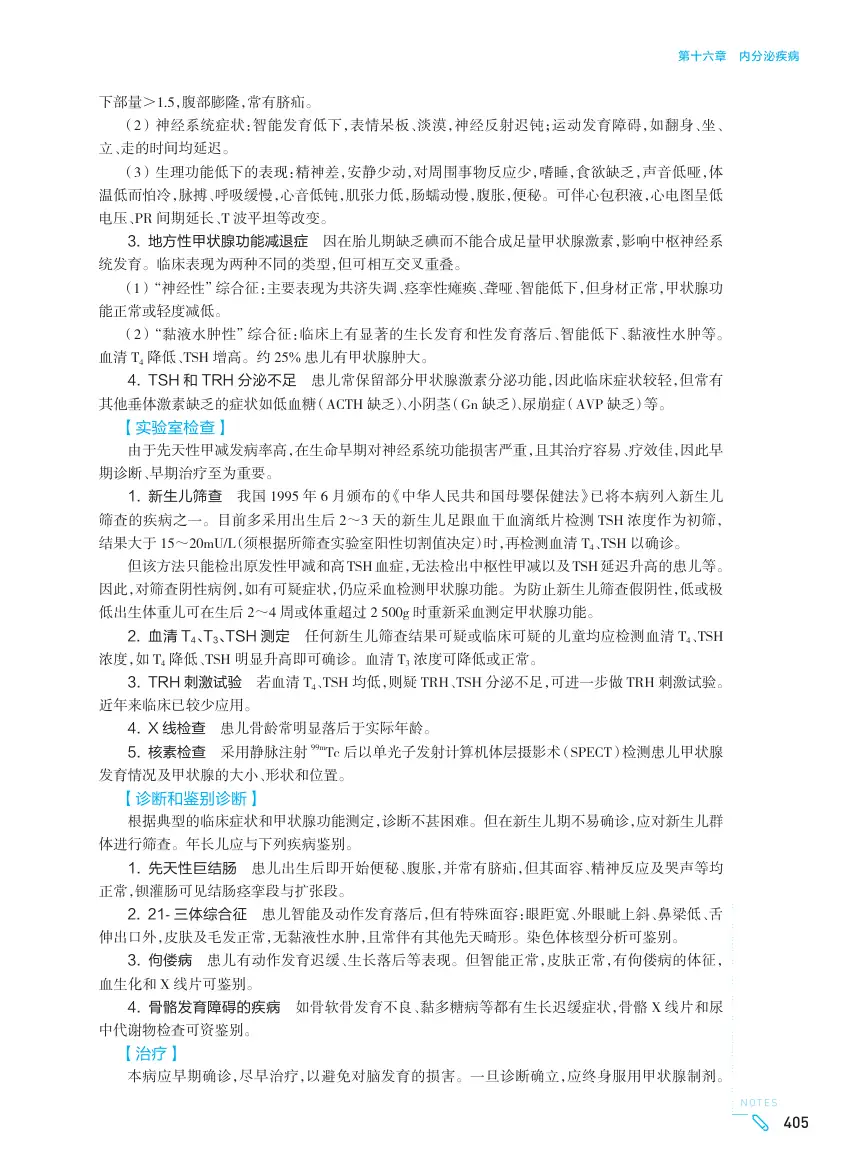 第十六章　内分泌疾病
下部量＞1.5,腹部膨隆,常有脐疝。
（2）神经系统症状:智能发育低下,表情呆板、淡漠,神经反射迟钝;运动发育障碍,如翻身、坐、
立、走的时间均延迟。
（3）生理功能低下的表现:精神差,安静少动,对周围事物反应少,嗜睡,食欲缺乏,声音低哑,体
温低而怕冷,脉搏、呼吸缓慢,心音低钝,肌张力低,肠蠕动慢,腹胀,便秘。可伴心包积液,心电图呈低
电压、PR 间期延长、T 波平坦等改变。
3. 地方性甲状腺功能减退症　因在胎儿期缺乏碘而不能合成足量甲状腺激素,影响中枢神经系
统发育。临床表现为两种不同的类型,但可相互交叉重叠。
（1）“神经性”综合征:主要表现为共济失调、痉挛性瘫痪、聋哑、智能低下,但身材正常,甲状腺功
能正常或轻度减低。
（2）“黏液水肿性”综合征:临床上有显著的生长发育和性发育落后、智能低下、黏液性水肿等。
血清 T₄ 降低、TSH 增高。约 25% 患儿有甲状腺肿大。
4. TSH 和 TRH 分泌不足　患儿常保留部分甲状腺激素分泌功能,因此临床症状较轻,但常有
其他垂体激素缺乏的症状如低血糖（ACTH 缺乏）、小阴茎（Gn 缺乏）、尿崩症（AVP 缺乏）等。
【实验室检查】
由于先天性甲减发病率高,在生命早期对神经系统功能损害严重,且其治疗容易、疗效佳,因此早
期诊断、早期治疗至为重要。
1. 新生儿筛查　我国 1995 年 6 月颁布的《中华人民共和国母婴保健法》已将本病列入新生儿
筛查的疾病之一。目前多采用出生后 2～3 天的新生儿足跟血干血滴纸片检测 TSH 浓度作为初筛,
结果大于 15～20mU/L（须根据所筛查实验室阳性切割值决定）时,再检测血清 T₄、TSH 以确诊。
但该方法只能检出原发性甲减和高TSH血症,无法检出中枢性甲减以及TSH延迟升高的患儿等。
因此,对筛查阴性病例,如有可疑症状,仍应采血检测甲状腺功能。为防止新生儿筛查假阴性,低或极
低出生体重儿可在生后 2～4 周或体重超过 2 500g 时重新采血测定甲状腺功能。
2. 血清 T₄、T₃、TSH 测定　任何新生儿筛查结果可疑或临床可疑的儿童均应检测血清 T₄、TSH
浓度,如 T₄ 降低、TSH 明显升高即可确诊。血清 T₃ 浓度可降低或正常。
3. TRH 刺激试验　若血清 T₄、TSH 均低,则疑 TRH、TSH 分泌不足,可进一步做 TRH 刺激试验。
近年来临床已较少应用。
4. X 线检查　患儿骨龄常明显落后于实际年龄。
5. 核素检查　采用静脉注射 ⁹⁹ᵐTc 后以单光子发射计算机体层摄影术（SPECT）检测患儿甲状腺
发育情况及甲状腺的大小、形状和位置。
【诊断和鉴别诊断】
根据典型的临床症状和甲状腺功能测定,诊断不甚困难。但在新生儿期不易确诊,应对新生儿群
体进行筛查。年长儿应与下列疾病鉴别。
1. 先天性巨结肠　患儿出生后即开始便秘、腹胀,并常有脐疝,但其面容、精神反应及哭声等均
正常,钡灌肠可见结肠痉挛段与扩张段。
2. 21- 三体综合征　患儿智能及动作发育落后,但有特殊面容:眼距宽、外眼眦上斜、鼻梁低、舌
伸出口外,皮肤及毛发正常,无黏液性水肿,且常伴有其他先天畸形。染色体核型分析可鉴别。
3. 佝偻病　患儿有动作发育迟缓、生长落后等表现。但智能正常,皮肤正常,有佝偻病的体征,
血生化和 X 线片可鉴别。
4. 骨骼发育障碍的疾病　如骨软骨发育不良、黏多糖病等都有生长迟缓症状,骨骼 X 线片和尿
中代谢物检查可资鉴别。
【治疗】
本病应早期确诊,尽早治疗,以避免对脑发育的损害。一旦诊断确立,应终身服用甲状腺制剂。
NOTES
405